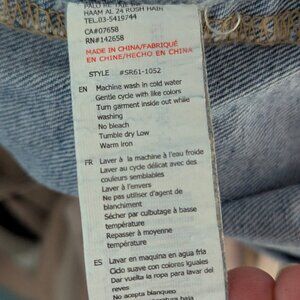 HAAM AL 24 ROSH HAIN
TEL.03-5419744
CA#07658
RN#142658
MADE IN CHINA/FABRIQUÉ
EN CHINE/HECHO EN CHINA
STYLE #SR61-1052
EN Machine wash in cold water
Gentle cycle with like colors
Turn garment inside out while
washing
No bleach
Tumble dry Low
Warm iron
FR Laver à la machine à l'eau froide
Laver au cycle délicat avec des
couleurs semblables
Laver à l'envers
Ne pas utiliser d'agent de
blanchiment
Sécher par culbutage à basse
température
Repasser à moyenne
température
ES Lavar en maquina en agua fria
Ciclo suave con colores iguales
Dar vuelta la ropa para lavar del
reves
No acepta blanqueo
baja